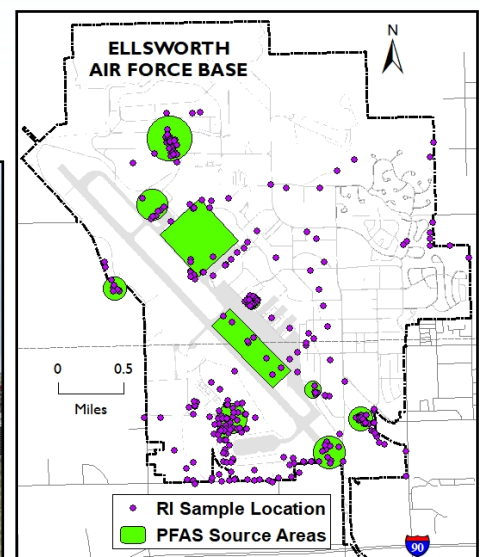 ELLSWORTH
AIR FORCE BASE
N
0 0.5
Miles
RI Sample Location
PFAS Source Areas
90